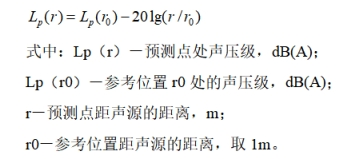 Lp(r)=Lp(r0)−20lg(r/r0)
式中：Lp（r）—预测点处声压级，dB(A)；
Lp（r0）—参考位置 r0 处的声压级，dB(A)；
r—预测点距声源的距离，m；
r0—参考位置距声源的距离，取 1m。